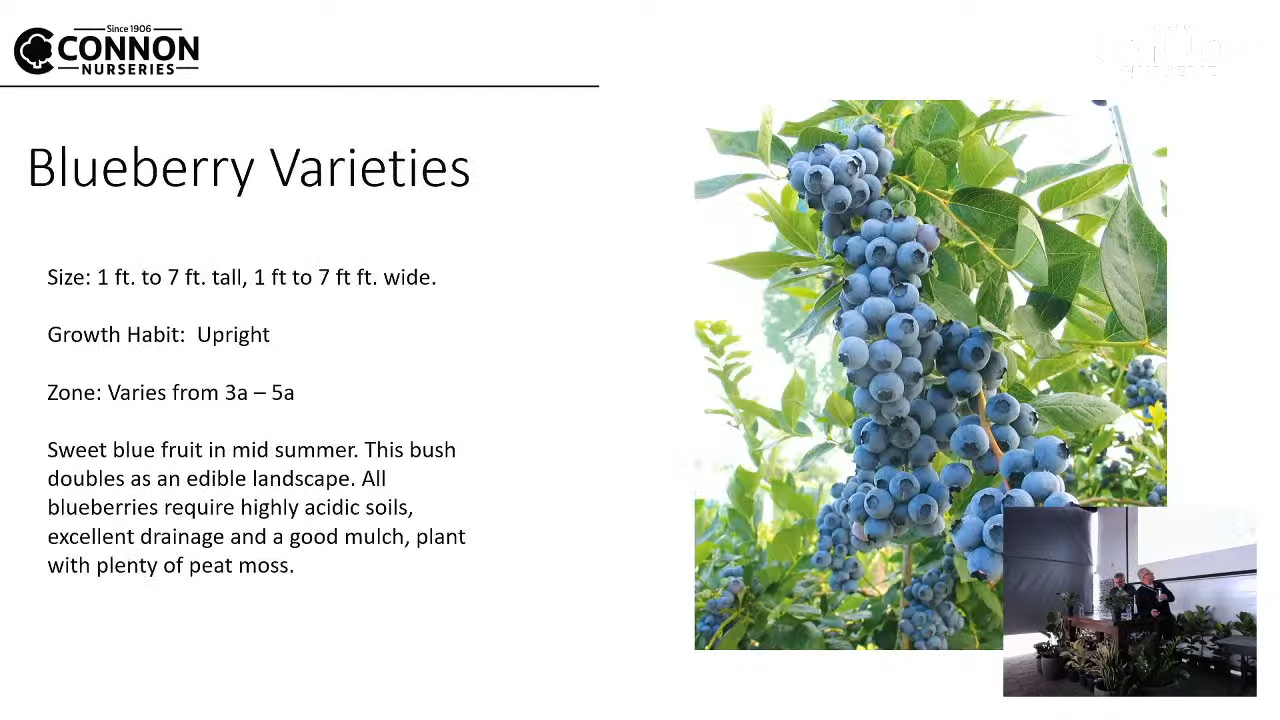 Since 1906
CONNON
NURSERIES
Blueberry Varieties
Size: 1 ft. to 7 ft. tall, 1 ft to 7 ft ft. wide.
Growth Habit:  Upright
Zone: Varies from 3a – 5a
Sweet blue fruit in mid summer. This bush
doubles as an edible landscape. All
blueberries require highly acidic soils,
excellent drainage and a good mulch, plant
with plenty of peat moss.